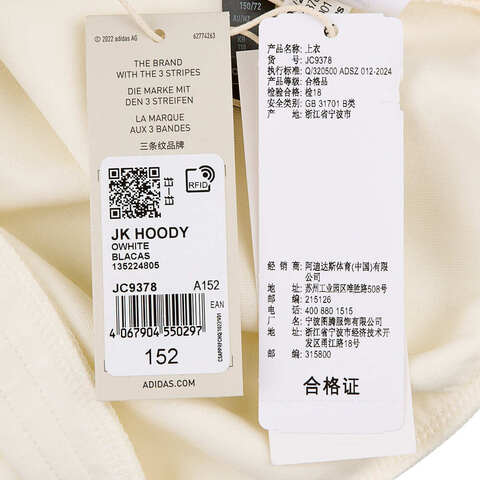 © 2022 adidas AG 62774263
THE BRAND
WITH THE 3 STRIPES
DIE MARKE MIT
DEN 3 STREIFEN
LA MARQUE
AUX 3 BANDES
三条纹品牌
RFID
JK HOODY
OWHITE
BLACAS
135224805
JC9378 A152
EAN
4 067904 550297
152
ADIDAS.COM
150/72
产品名称: 上衣
货 号: JC9378
执行标准: Q/320500 ADSZ 012-2024
产品等级: 合格品
检验合格: 检18
安全类别: GB 31701 B类
产 地: 浙江省宁波市
经 销 商: 阿迪达斯体育(中国)有限
公司
地 址: 苏州工业园区唯胜路508号
邮 编: 215126
电 话: 400 880 1515
厂 名: 宁波图腾服饰有限公司
地 址: 浙江省宁波市经济技术开
发区甬江路18号
邮 编: 315800
合格证